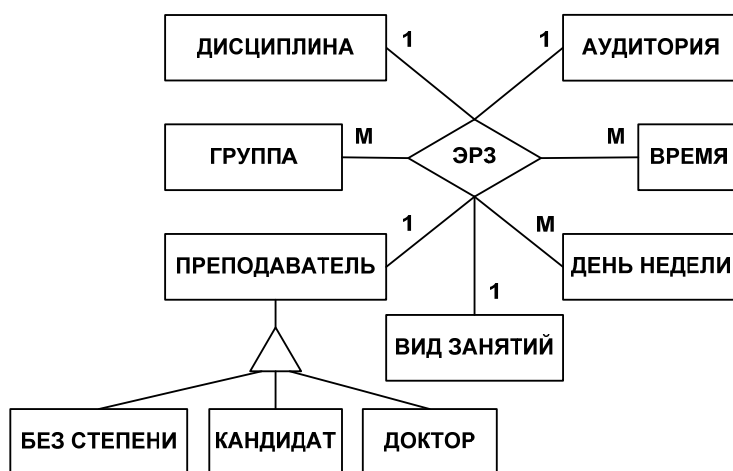 ДИСЦИПЛИНА
1
1
АУДИТОРИЯ
ГРУППА
М
ЭРЗ
М
ВРЕМЯ
ПРЕПОДАВАТЕЛЬ
1
М
ДЕНЬ НЕДЕЛИ
1
ВИД ЗАНЯТИЙ
БЕЗ СТЕПЕНИ
КАНДИДАТ
ДОКТОР